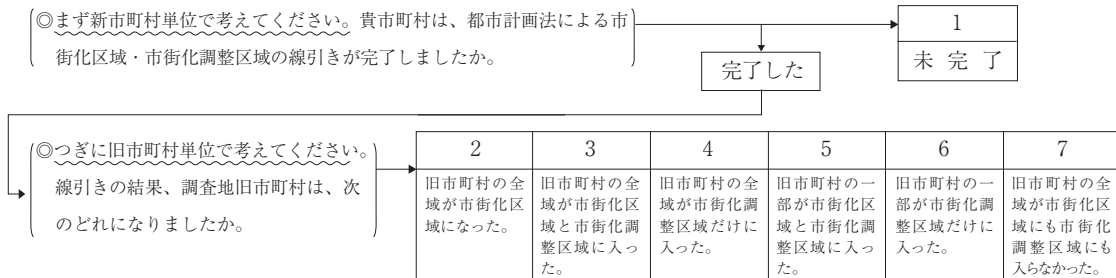 ◎まず新市町村単位で考えてください。貴市町村は、都市計画法による市
街化区域・市街化調整区域の線引きが完了しましたか。
1
未 完 了
完了した
◎つぎに旧市町村単位で考えてください。
線引きの結果、調査地旧市町村は、次
のどれになりましたか。
2
旧市町村の全
域が市街化区
域になった。
3
旧市町村の全
域が市街化区
域と市街化調
整区域に入っ
た。
4
旧市町村の全
域が市街化調
整区域だけに
入った。
5
旧市町村の一
部が市街化区
域と市街化調
整区域に入っ
た。
6
旧市町村の一
部が市街化調
整区域だけに
入った。
7
旧市町村の全
域が市街化区
域にも市街化
調整区域にも
入らなかった。